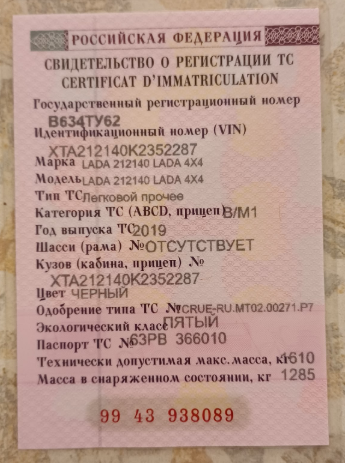 РОССИЙСКАЯ ФЕДЕРАЦИЯ
СВИДЕТЕЛЬСТВО О РЕГИСТРАЦИИ ТС
CERTIFICAT D'IMMATRICULATION
Государственный регистрационный номер
В634ТУ62
Идентификационный номер (VIN)
XTA212140K2352287
Марка LADA 212140 LADA 4X4
Модель LADA 212140 LADA 4X4
Тип ТС Легковой прочее
Категория ТС (ABCD, прицеп) B/M1
Год выпуска ТС 2019
Шасси (рама) № ОТСУТСТВУЕТ
Кузов (кабина, прицеп) №
XTA212140K2352287
Цвет ЧЕРНЫЙ
Одобрение типа ТС № TCRUE-RU.MT02.00271.P7
Экологический класс ПЯТЫЙ
Паспорт ТС № 63РВ 366010
Технически допустимая макс. масса, кг 1610
Масса в снаряженном состоянии, кг 1285
99 43 938089